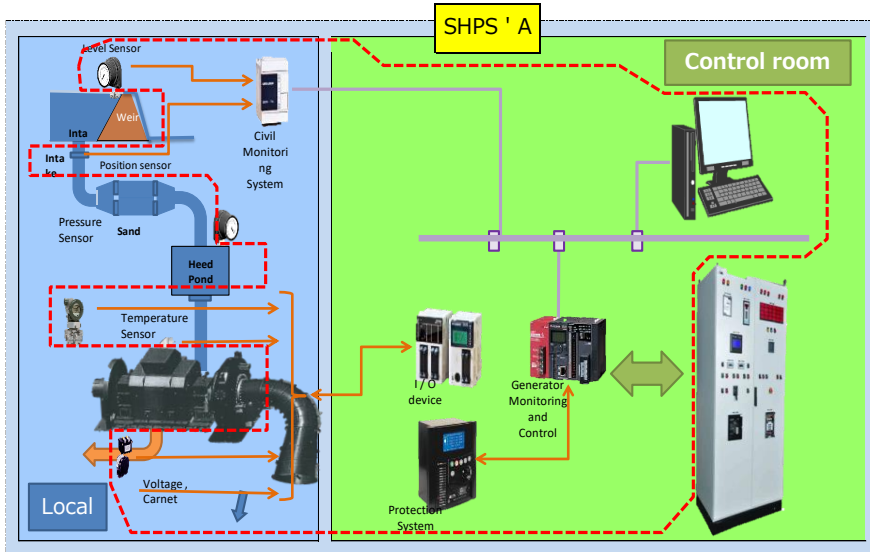 SHPS ' A
Control room
Level Sensor
Weir
Inta
Inta
ke
Position sensor
Civil
Monitori
ng
System
Pressure
Sensor
Sand
Heed
Pond
Temperature
Sensor
I / O
device
Generator
Monitoring
and
Control
Voltage ,
Carnet
Local
Protection
System